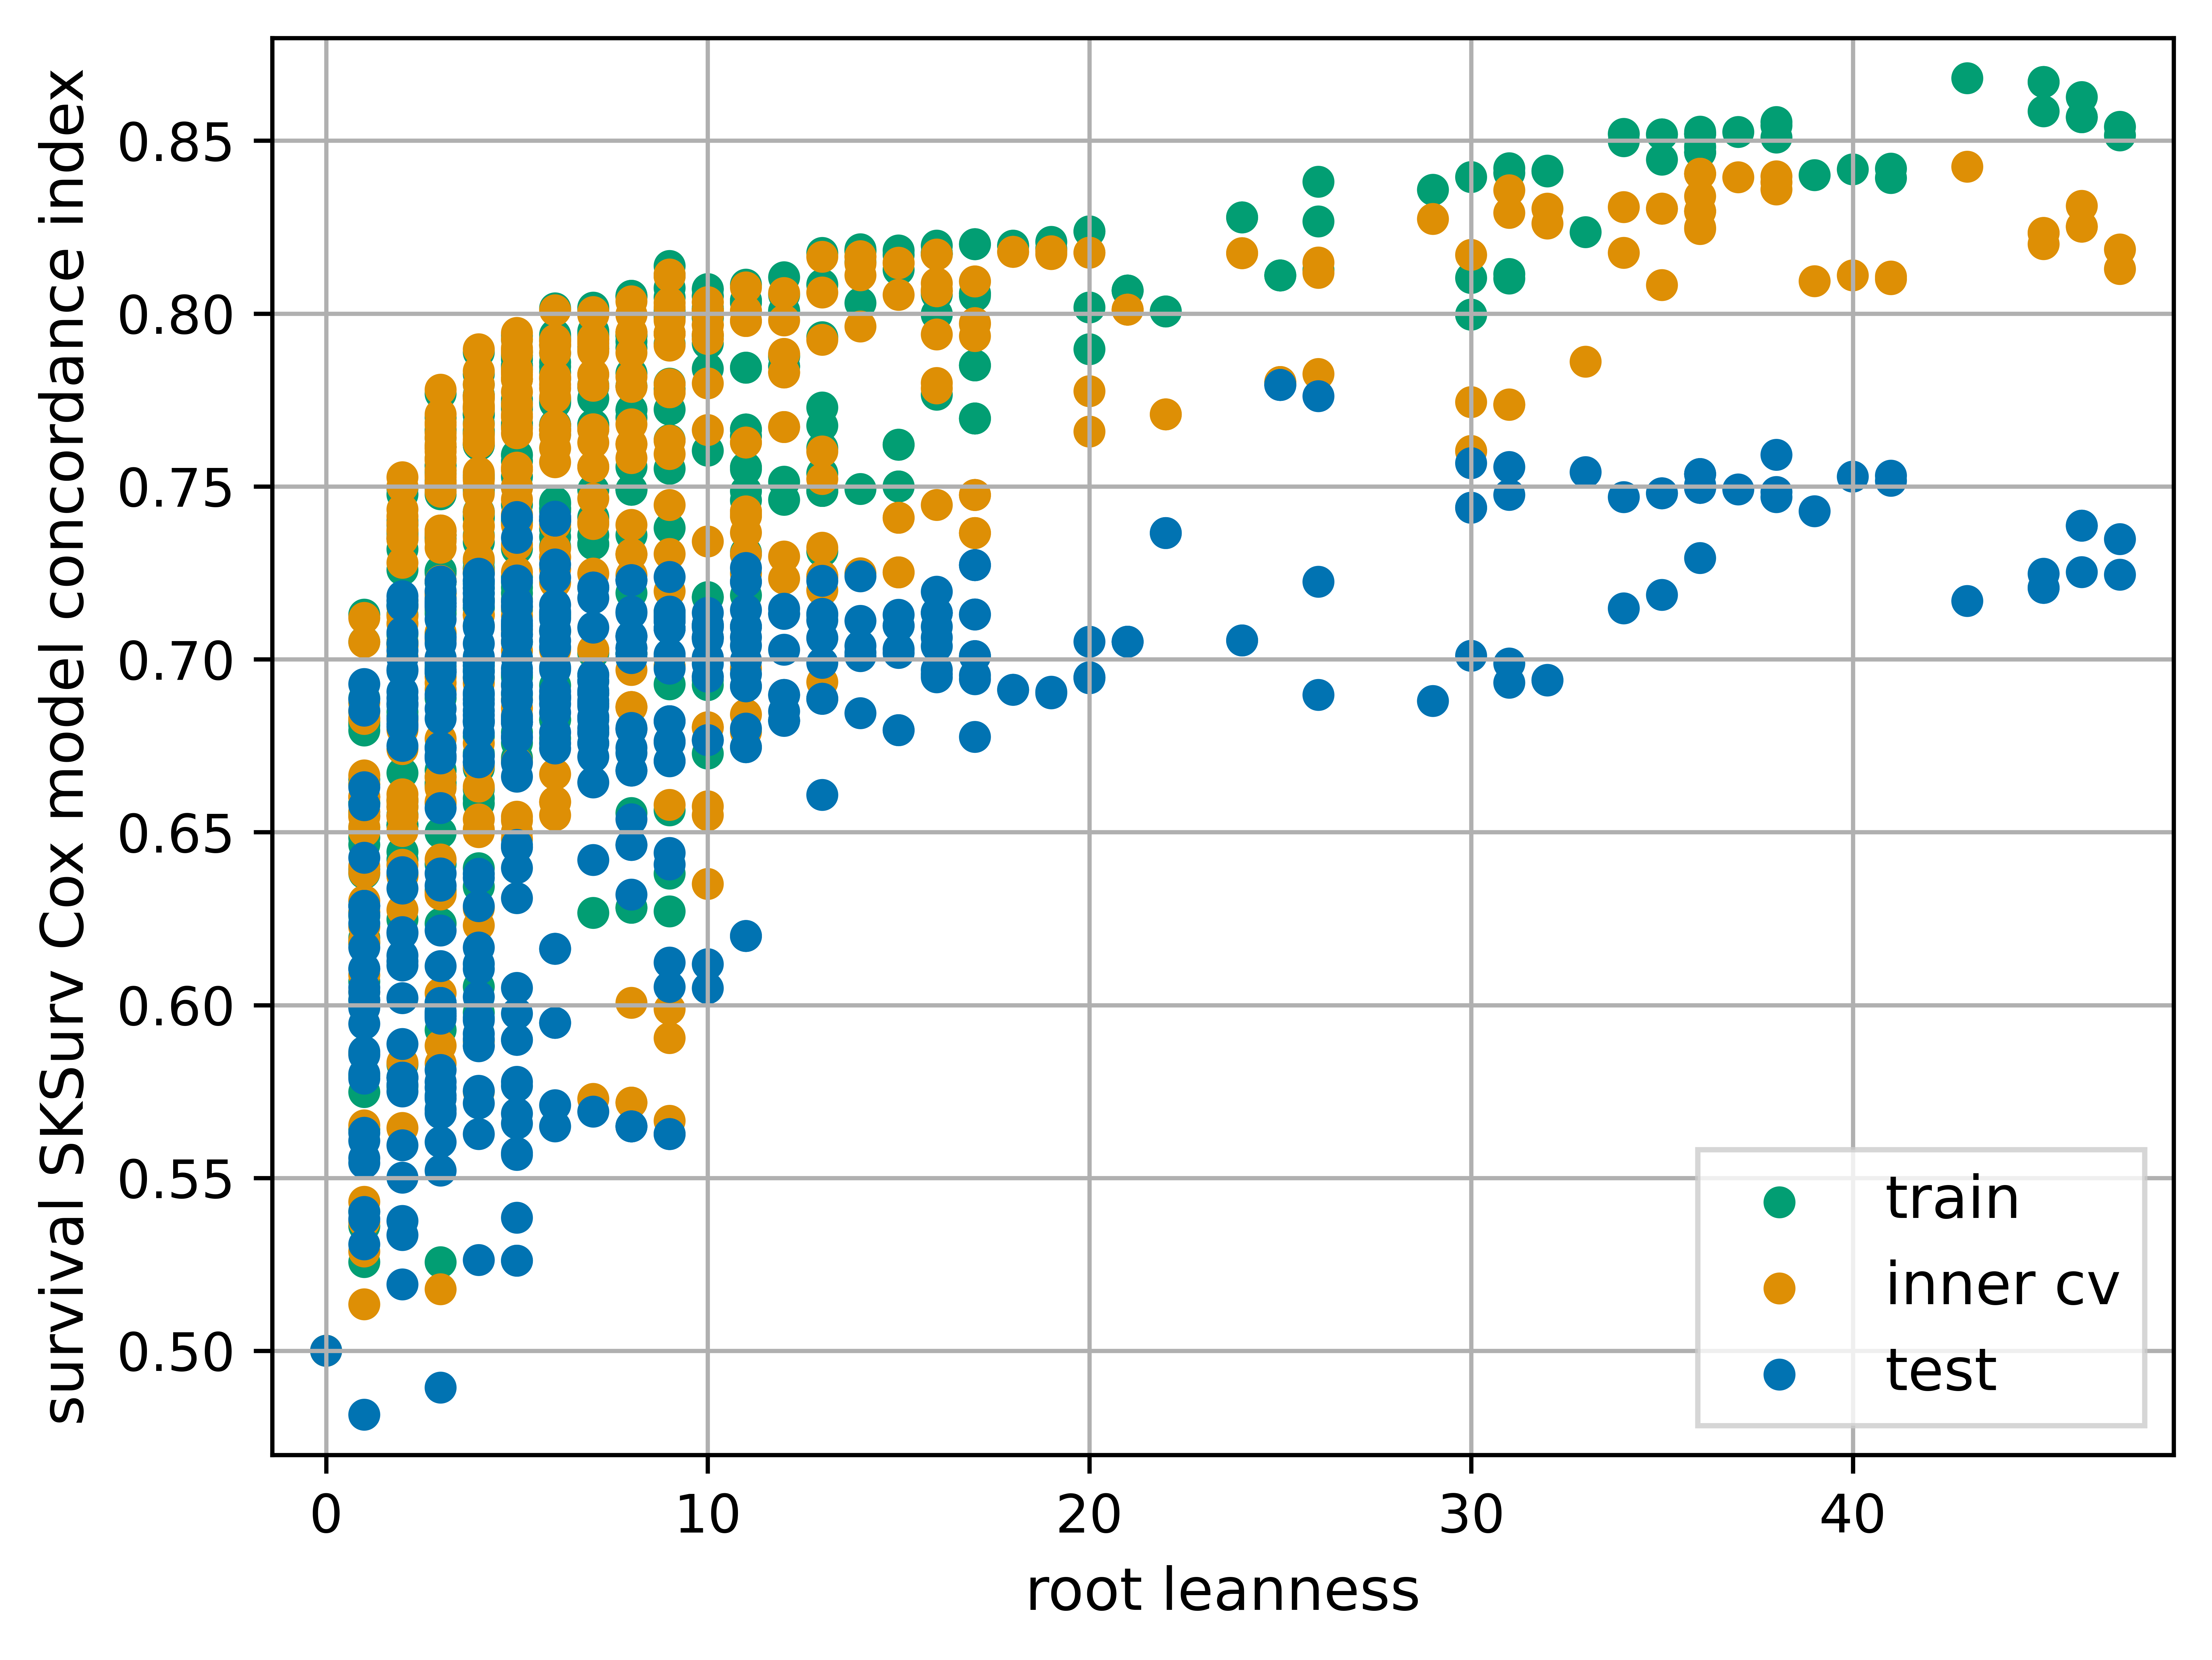 survival SKSurv Cox model concordance index
0.85
0.80
0.75
0.70
0.65
0.60
0.55
0.50
train
inner cv
test
0 10 20 30 40
root leanness